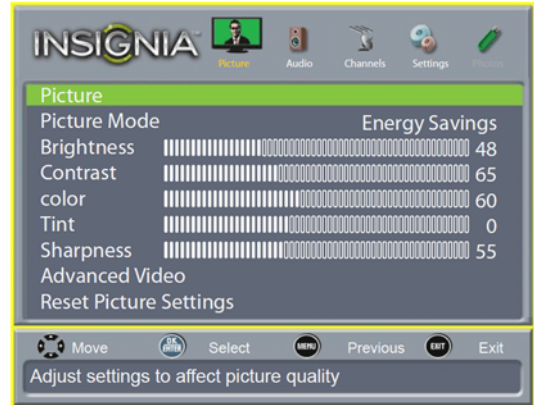 INSIGNIA
Picture Audio Channels Settings Photos
Picture
Picture Mode Energy Savings
Brightness 48
Contrast 65
color 60
Tint 0
Sharpness 55
Advanced Video
Reset Picture Settings
Move OK ENTER Select MENU Previous EXIT Exit
Adjust settings to affect picture quality